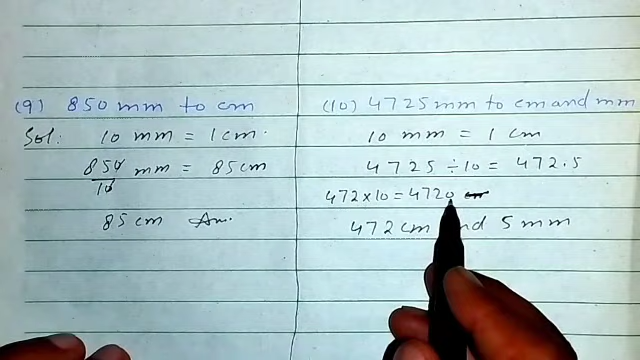 (9) 850 mm to cm
Sol: 10 mm = 1 cm.
850/10 mm = 85 cm
85 cm Ans.
(10) 4725 mm to cm and mm
10 mm = 1 cm
4725 ÷ 10 = 472.5
472 x 10 = 4720
472 cm and 5 mm